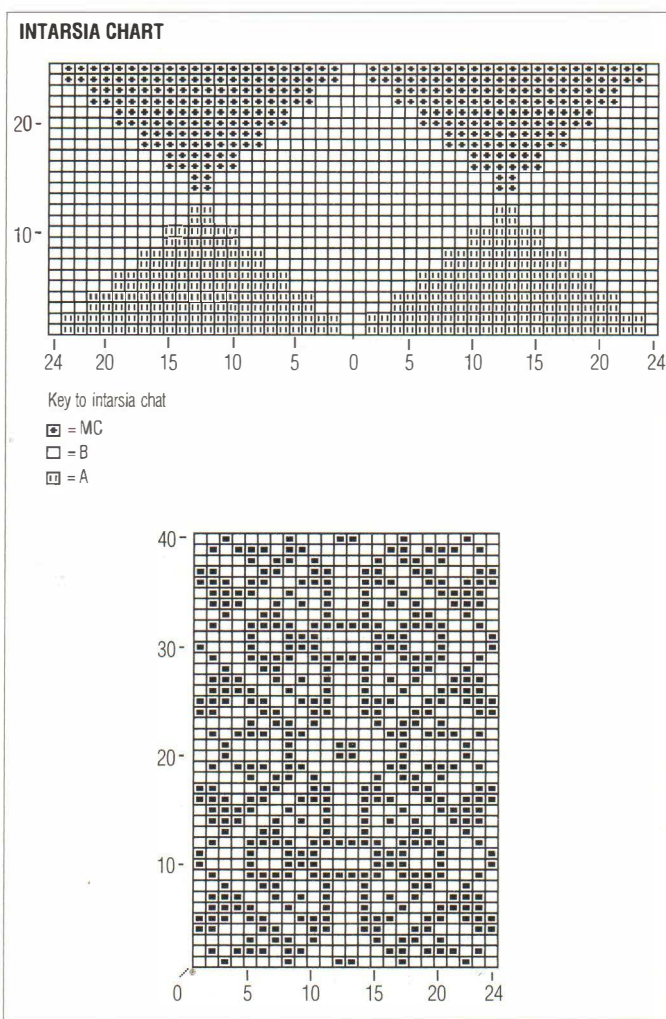 INTARSIA CHART
20-
10-
24 20 15 10 5 0 5 10 15 20 24
Key to intarsia chat
= MC
= B
= A
40-
30-
20-
10-
0 5 10 15 20 24